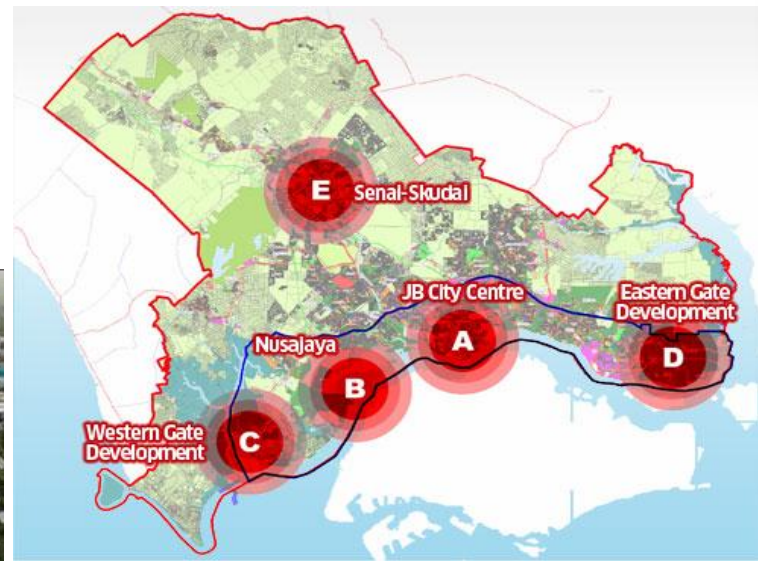 E
Senai-Skudai
JB City Centre
Eastern Gate
Development
Nusajaya
A
D
B
Western Gate
Development
C